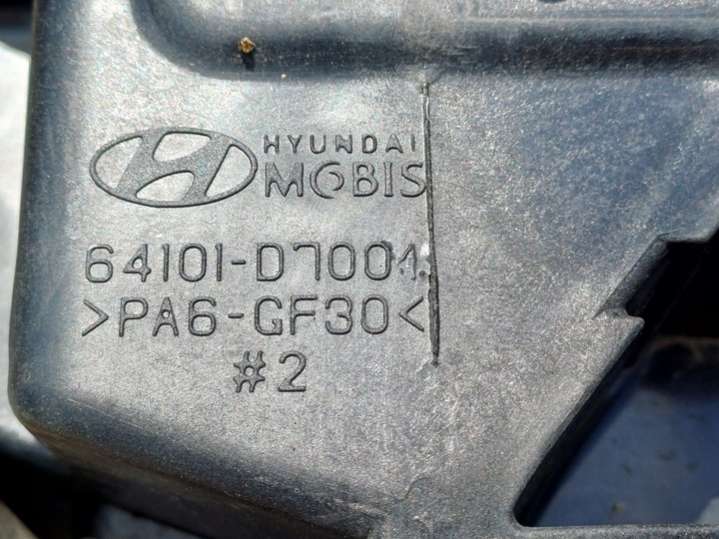 HYUNDAI
MOBIS
64101-D7001
>PA6-GF30<
#2